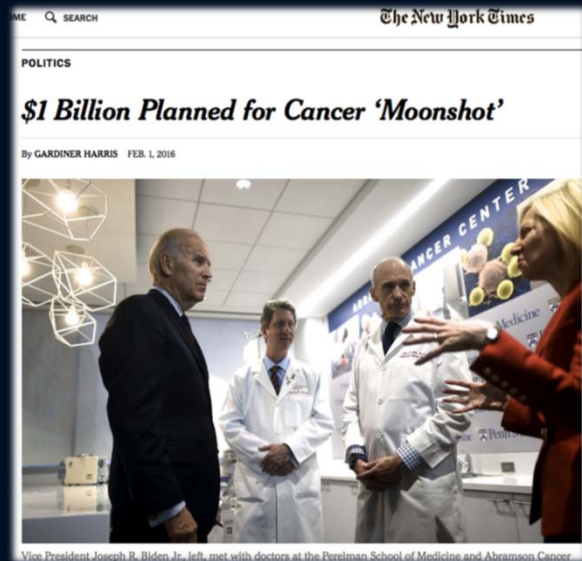 ME SEARCH The New York Times
POLITICS
$1 Billion Planned for Cancer ‘Moonshot’
By GARDINER HARRIS FEB. 1, 2016
CANCER CENTER
Medicine
Penn
Vice President Joseph R. Biden Jr., left, met with doctors at the Perelman School of Medicine and Abramson Cancer